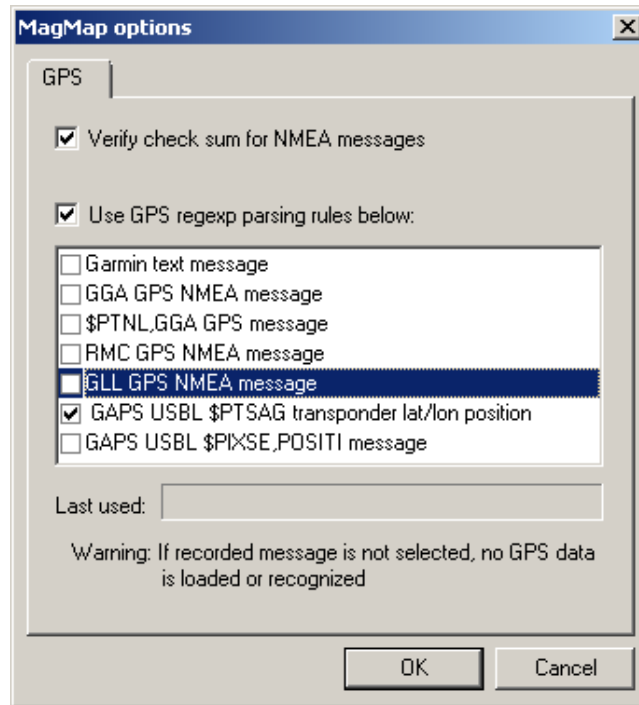 MagMap options
GPS
Verify check sum for NMEA messages
Use GPS regexp parsing rules below:
Garmin text message
GGA GPS NMEA message
$PTNL,GGA GPS message
RMC GPS NMEA message
GLL GPS NMEA message
GAPS USBL $PTSAG transponder lat/lon position
GAPS USBL $PIXSE,POSITI message
Last used:
Warning: If recorded message is not selected, no GPS data
is loaded or recognized
OK Cancel